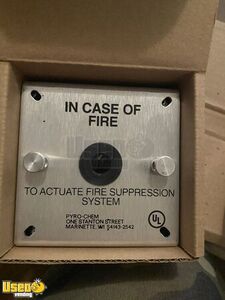 IN CASE OF
FIRE
TO ACTUATE FIRE SUPPRESSION
SYSTEM
PYRO-CHEM
ONE STANTON STREET
MARINETTE, WI 54143-2542
UL
Used
vending